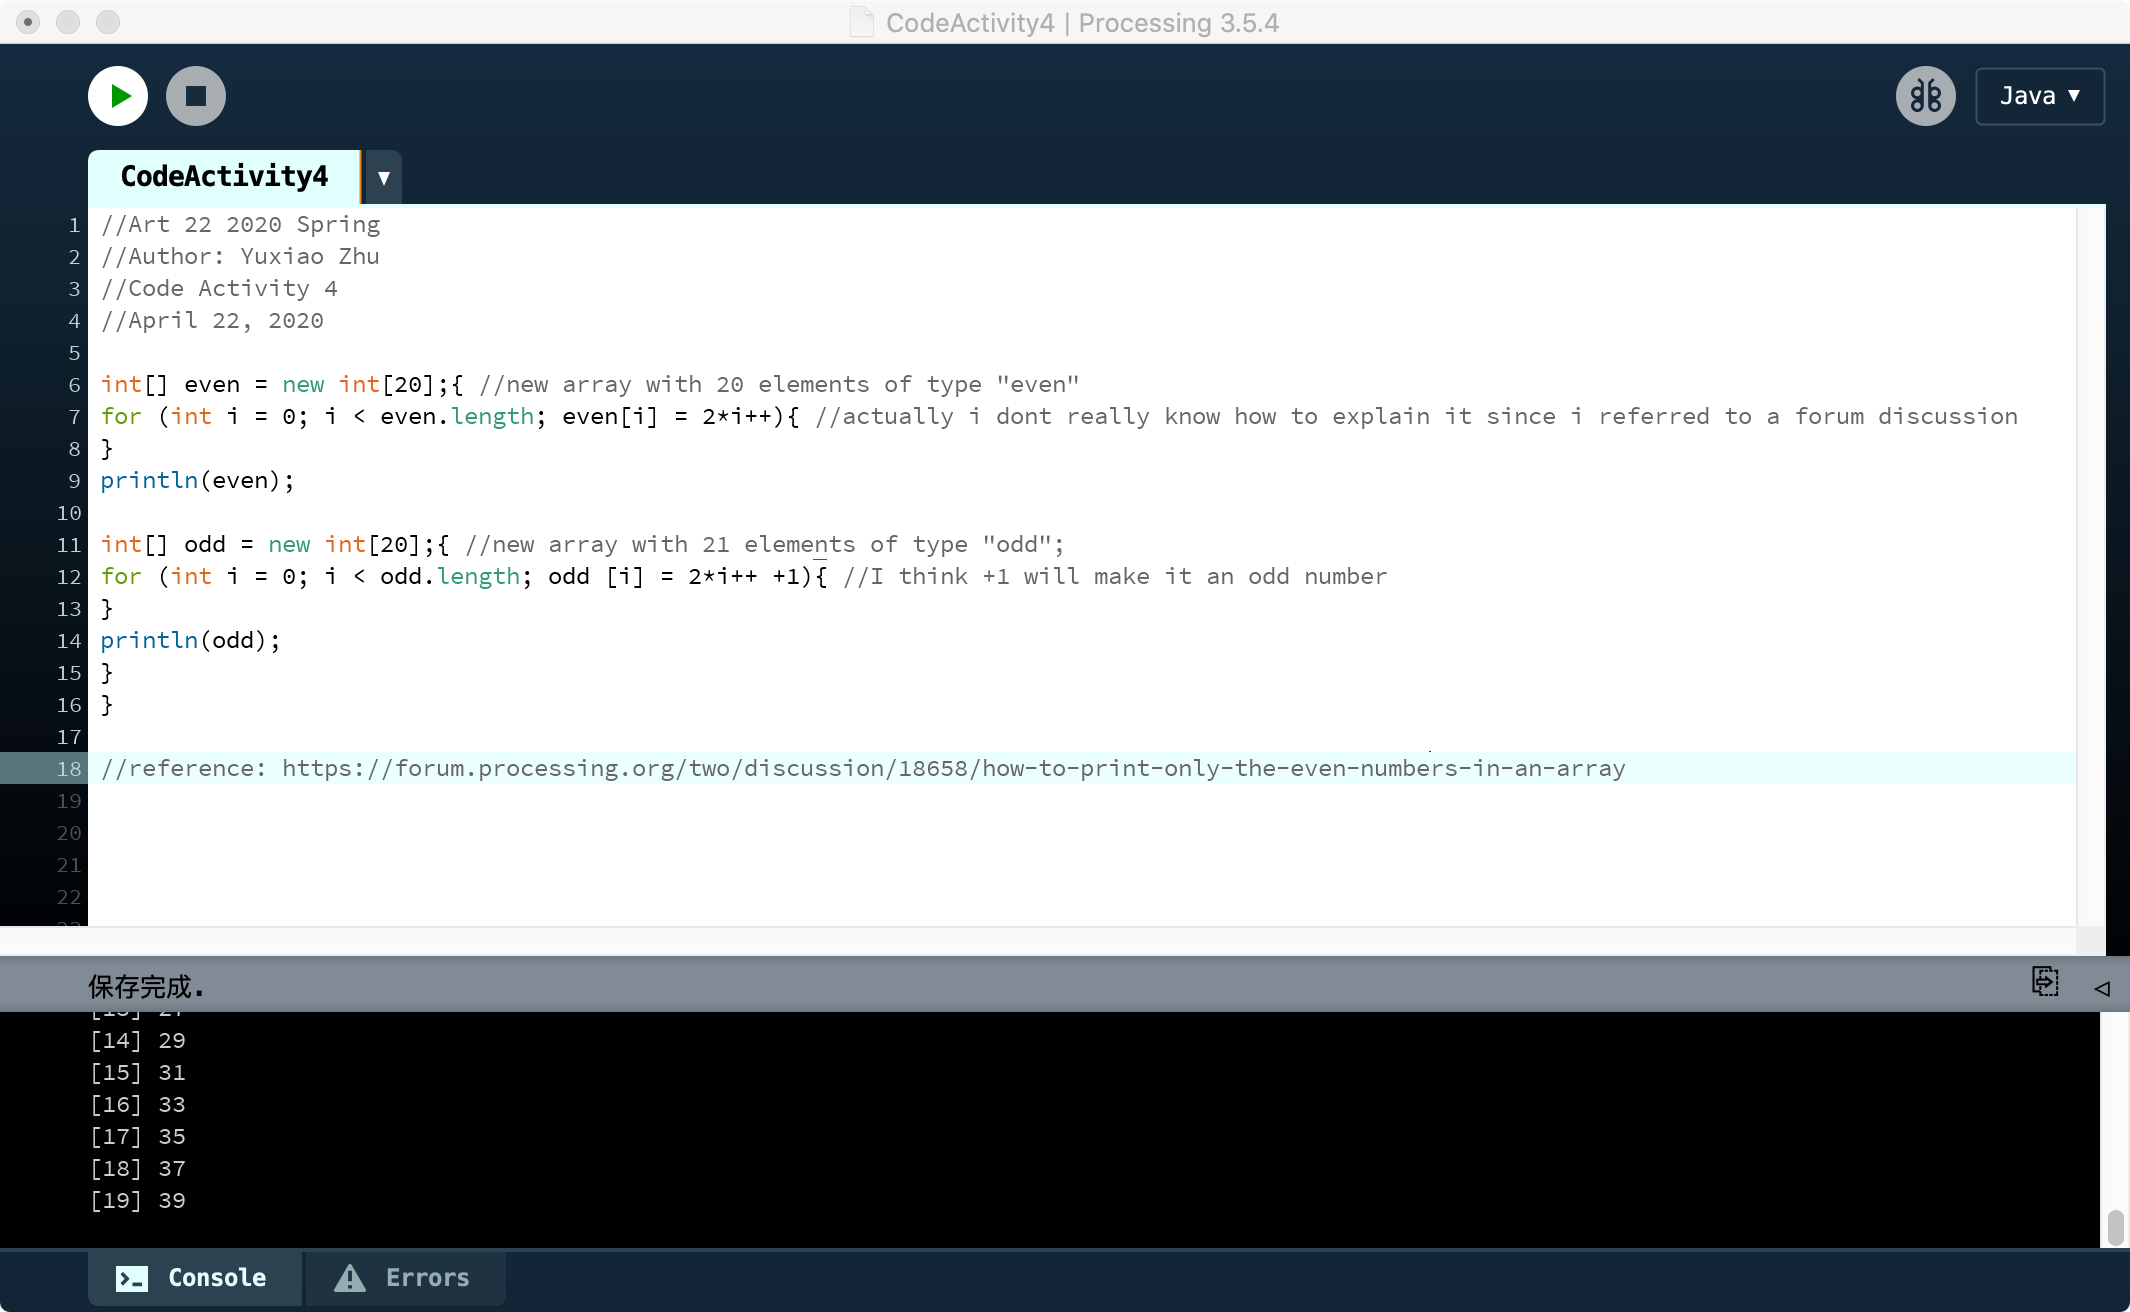 CodeActivity4 | Processing 3.5.4
Java ▼
CodeActivity4 ▼
1 //Art 22 2020 Spring
2 //Author: Yuxiao Zhu
3 //Code Activity 4
4 //April 22, 2020
5
6 int[] even = new int[20];{ //new array with 20 elements of type "even"
7 for (int i = 0; i < even.length; even[i] = 2*i++){ //actually i dont really know how to explain it since i referred to a forum discussion
8 }
9 println(even);
10
11 int[] odd = new int[20];{ //new array with 21 elements of type "odd";
12 for (int i = 0; i < odd.length; odd [i] = 2*i++ +1){ //I think +1 will make it an odd number
13 }
14 println(odd);
15 }
16 }
17
18 //reference: https://forum.processing.org/two/discussion/18658/how-to-print-only-the-even-numbers-in-an-array
19
20
21
22
保存完成.
[14] 29
[15] 31
[16] 33
[17] 35
[18] 37
[19] 39
Console Errors